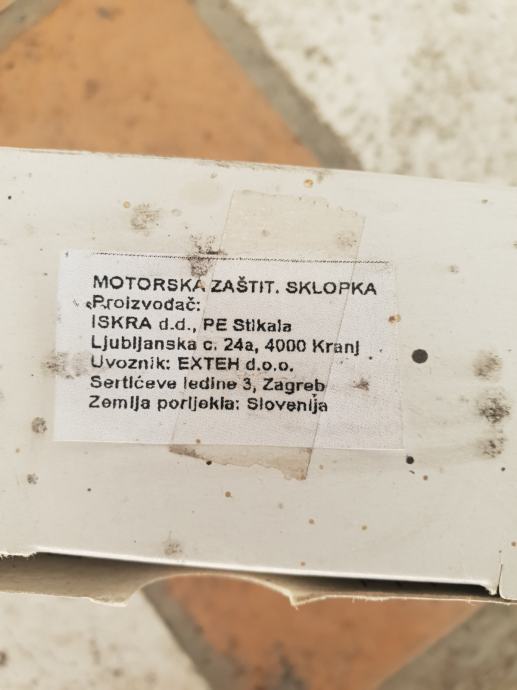 MOTORSKA ZAŠTIT. SKLOPKA
Proizvođač:
ISKRA d.d., PE Stikala
Ljubljanska c. 24a, 4000 Kranj
Uvoznik: EXTEH d.o.o.
Sertićeve ledine 3, Zagreb
Zemlja porijekla: Slovenija